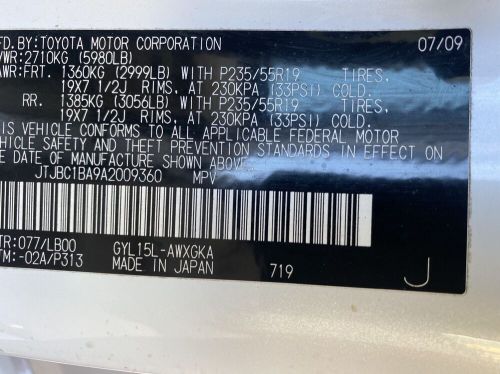 FD.BY:TOYOTA MOTOR CORPORATION 07/09
VWR:2710KG (5980LB)
AWR:FRT. 1360KG (2999LB) WITH P235/55R19 TIRES,
19X7 1/2J RIMS, AT 230KPA (33PSI) COLD.
RR. 1385KG (3056LB) WITH P235/55R19 TIRES,
19X7 1/2J RIMS, AT 230KPA (33PSI) COLD.
IS VEHICLE CONFORMS TO ALL APPLICABLE FEDERAL MOTOR
HICLE SAFETY AND THEFT PREVENTION STANDARDS IN EFFECT ON
E DATE OF MANUFACTURE SHOWN ABOVE.
JTJBC1BA9A2009360 MPV
TR:077/LB00 GYL15L-AWXGKA
TM:-02A/P313 MADE IN JAPAN 719 J